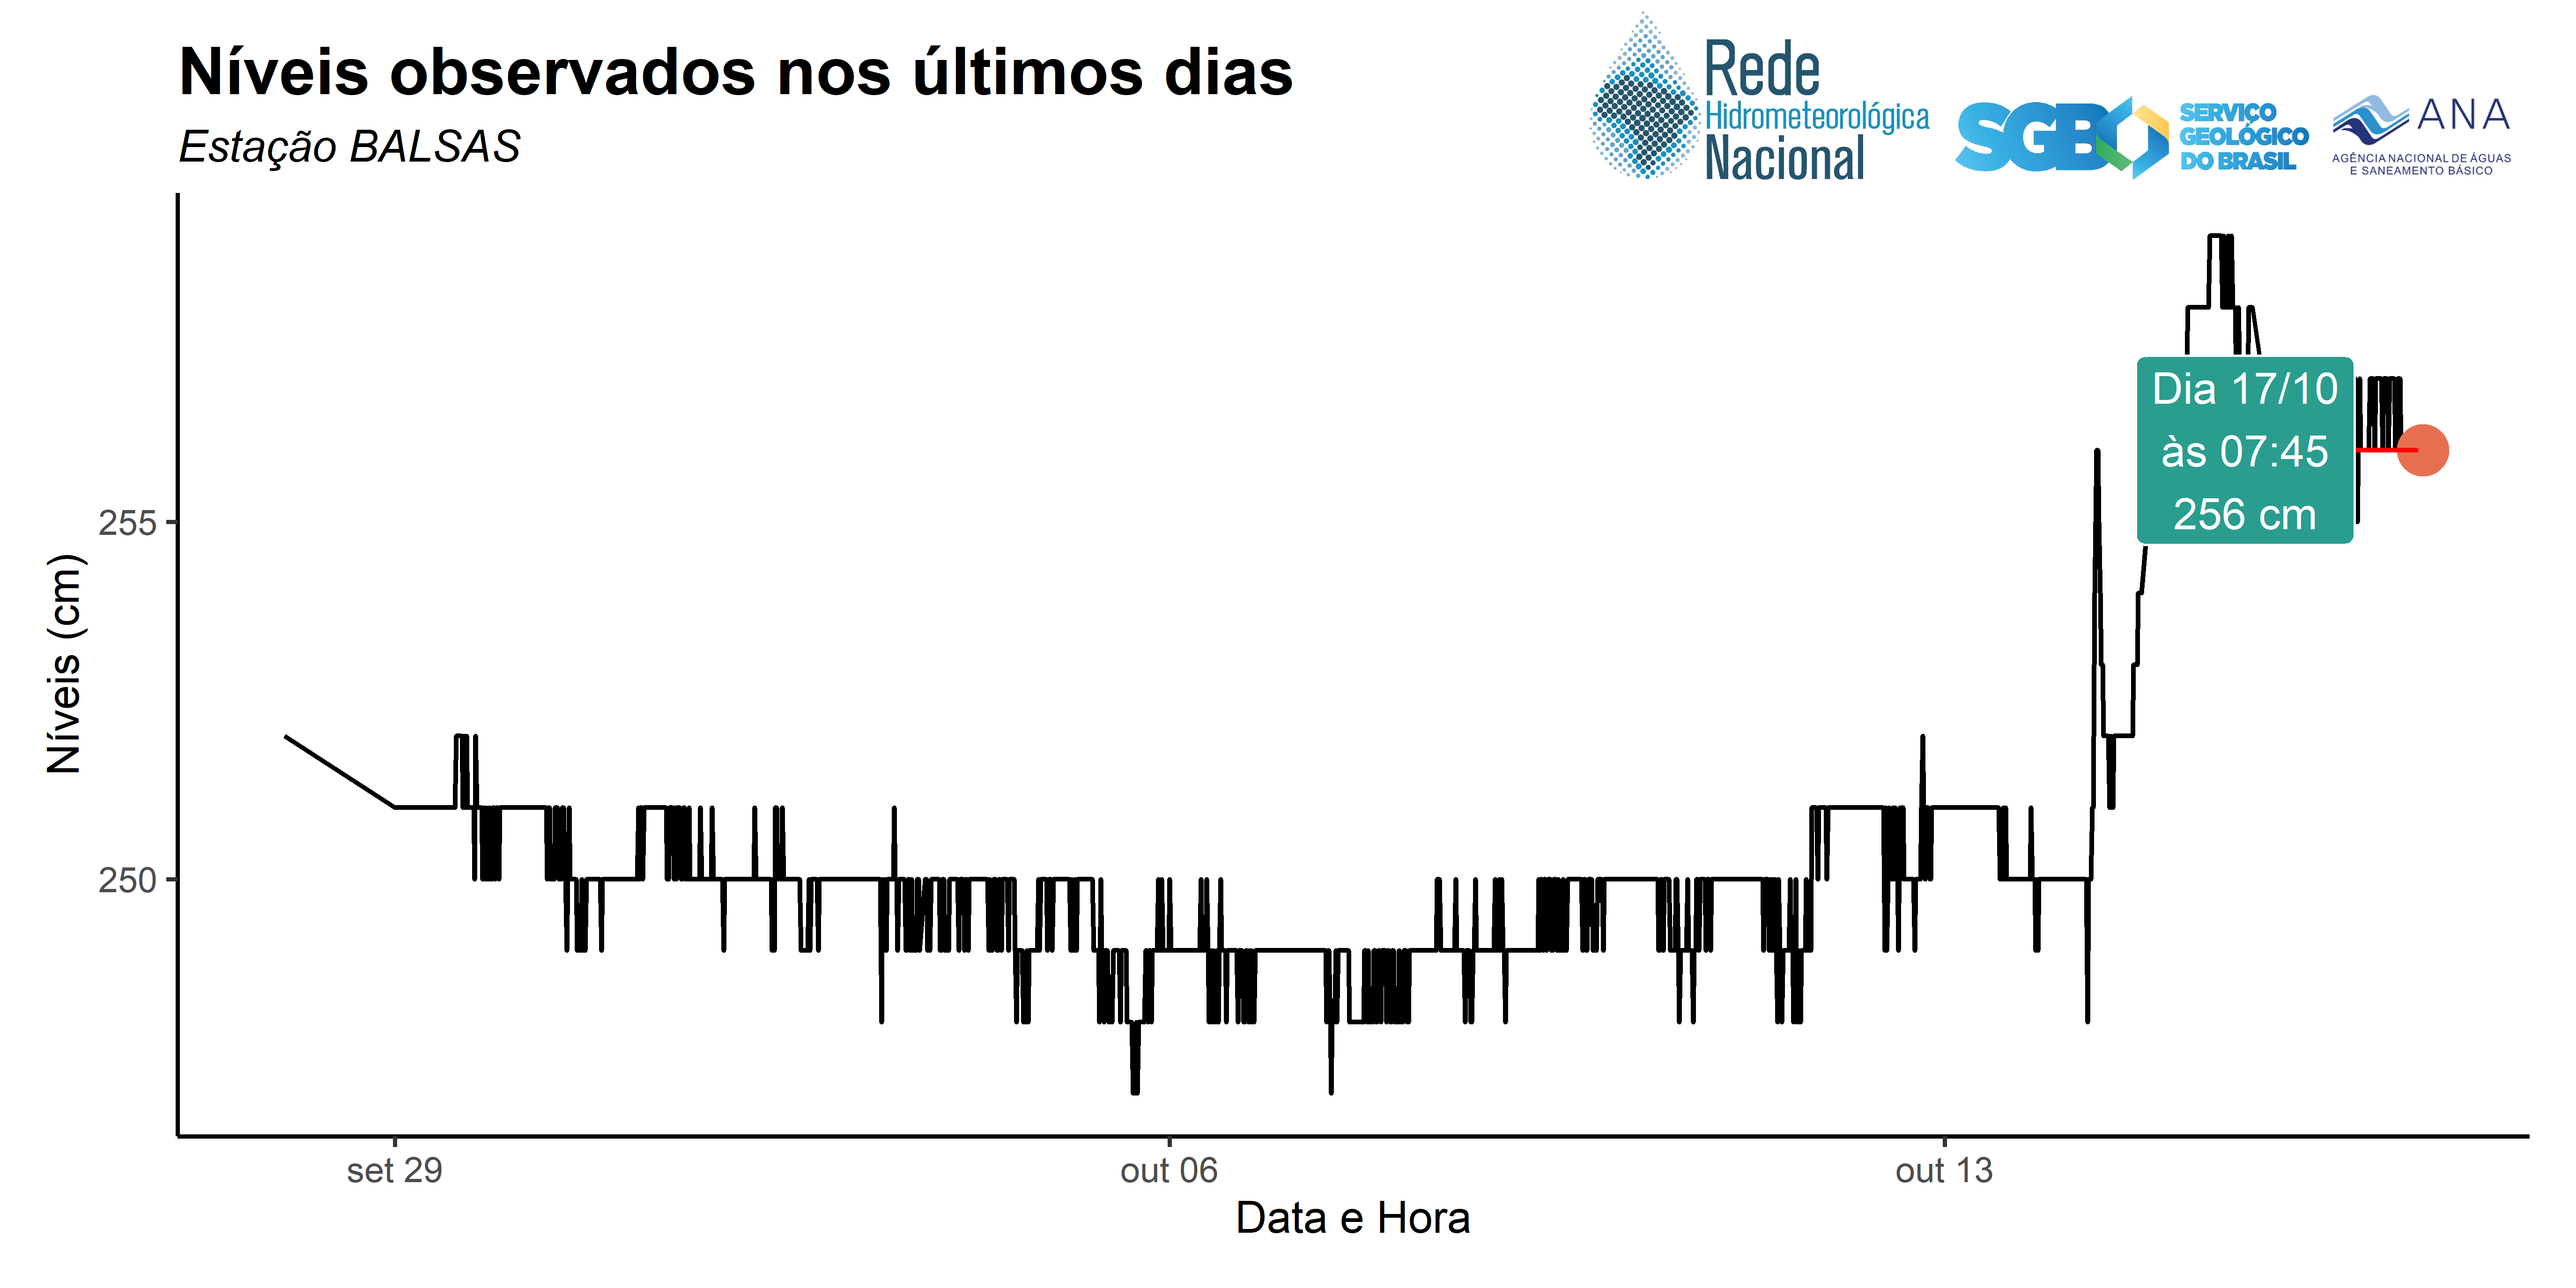 Níveis observados nos últimos dias
Estação BALSAS
Rede
Hidrometeorológica
Nacional
SGB
SERVIÇO
GEOLÓGICO
DO BRASIL
ANA
AGÊNCIA NACIONAL DE ÁGUAS
E SANEAMENTO BÁSICO
Dia 17/10
às 07:45
256 cm
255
250
Níveis (cm)
set 29
out 06
out 13
Data e Hora